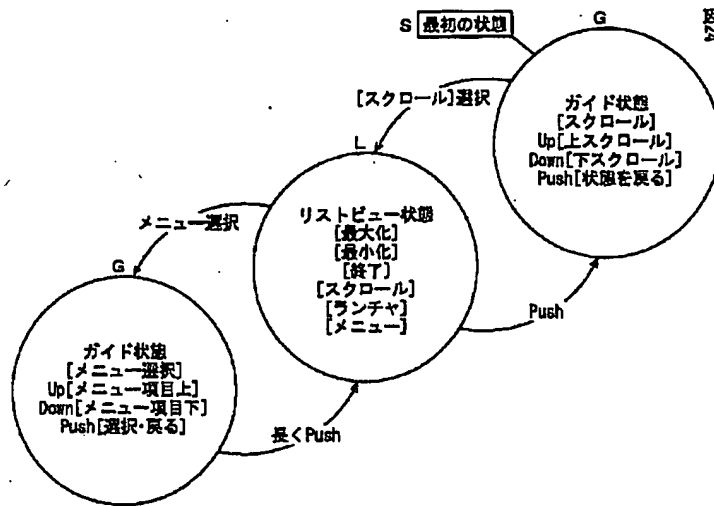 S 最初の状態
G
図24
ガイド状態
[スクロール]
Up[上スクロール]
Down[下スクロール]
Push[状態を戻る]
[スクロール]選択
L
リストビュー状態
[最大化]
[最小化]
[終了]
[スクロール]
[ランチャ]
[メニュー]
Push
メニュー選択
G
ガイド状態
[メニュー選択]
Up[メニュー項目上]
Down[メニュー項目下]
Push[選択・戻る]
長くPush